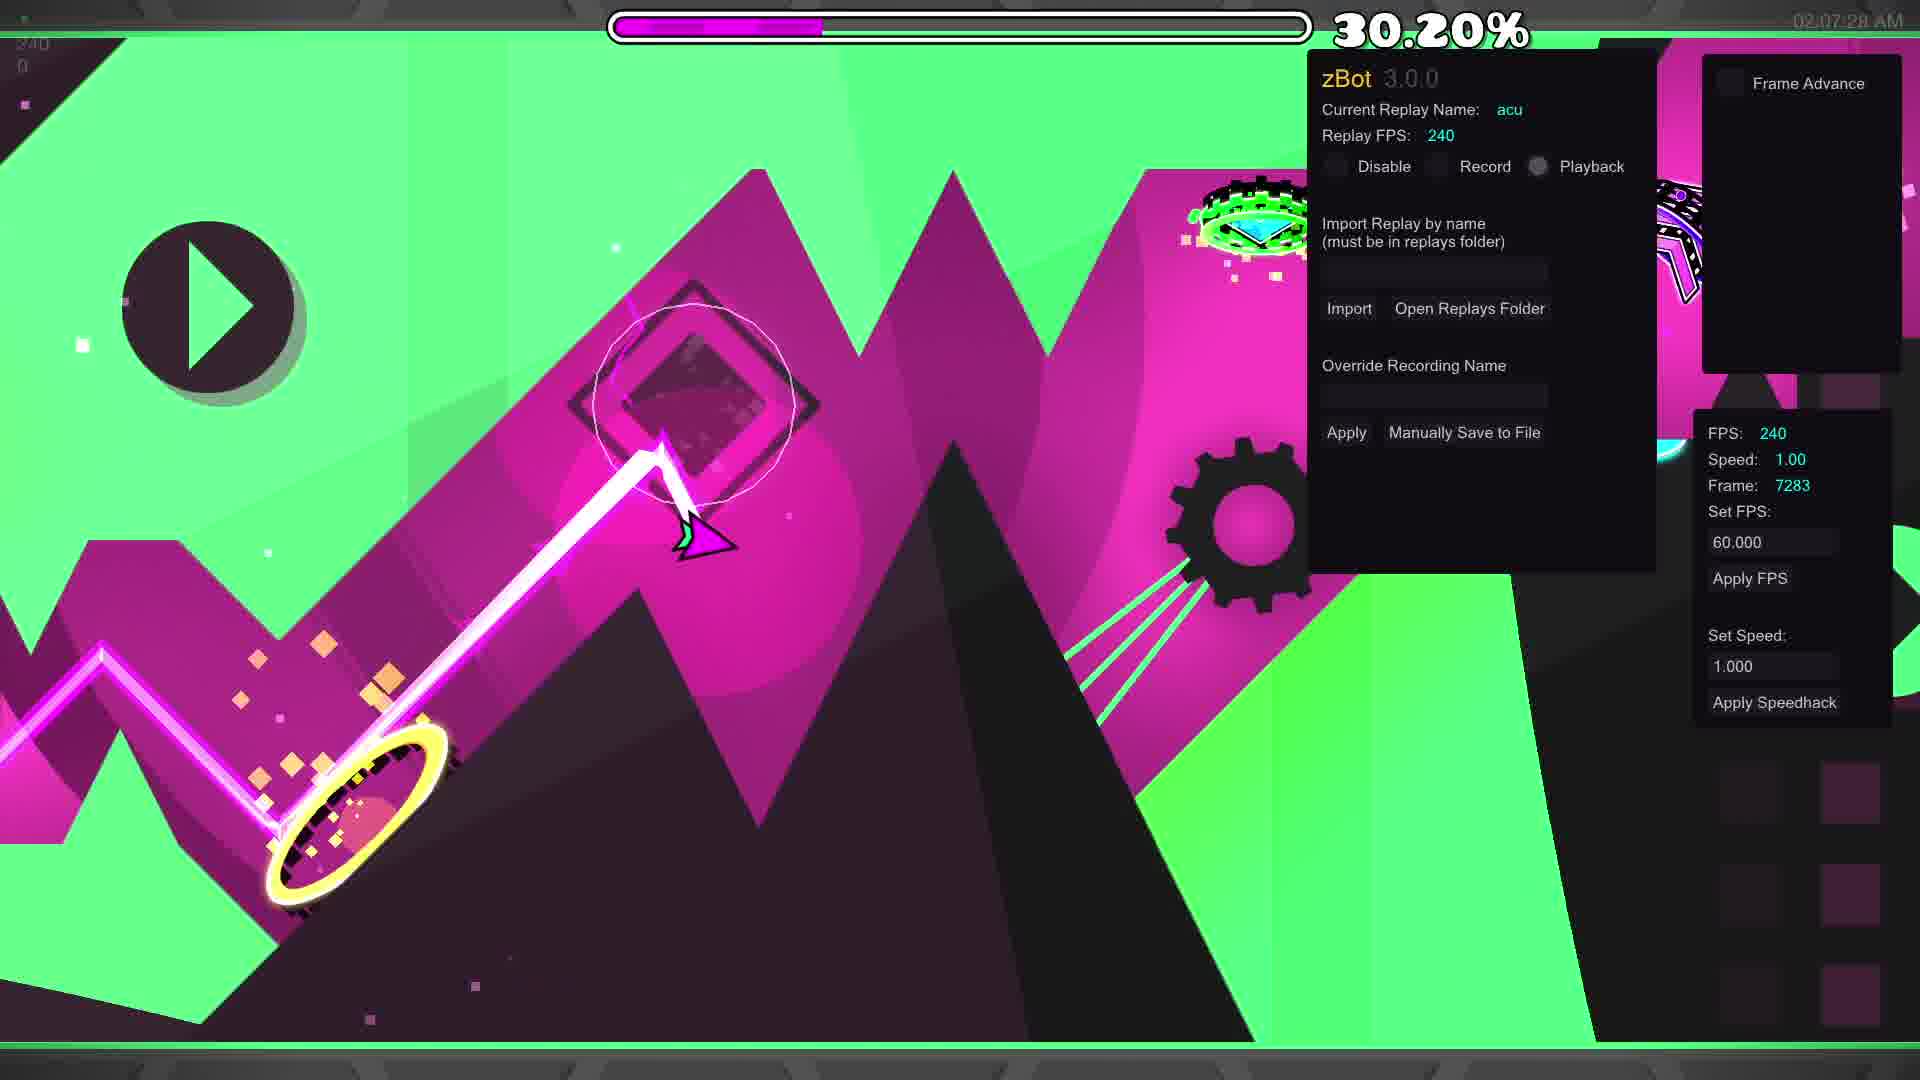 30.20%
02:07:28 AM
240
0
zBot 3.0.0
Current Replay Name: acu
Replay FPS: 240
Disable Record Playback
Import Replay by name
(must be in replays folder)
Import Open Replays Folder
Override Recording Name
Apply Manually Save to File
Frame Advance
FPS: 240
Speed: 1.00
Frame: 7283
Set FPS:
60.000
Apply FPS
Set Speed:
1.000
Apply Speedhack